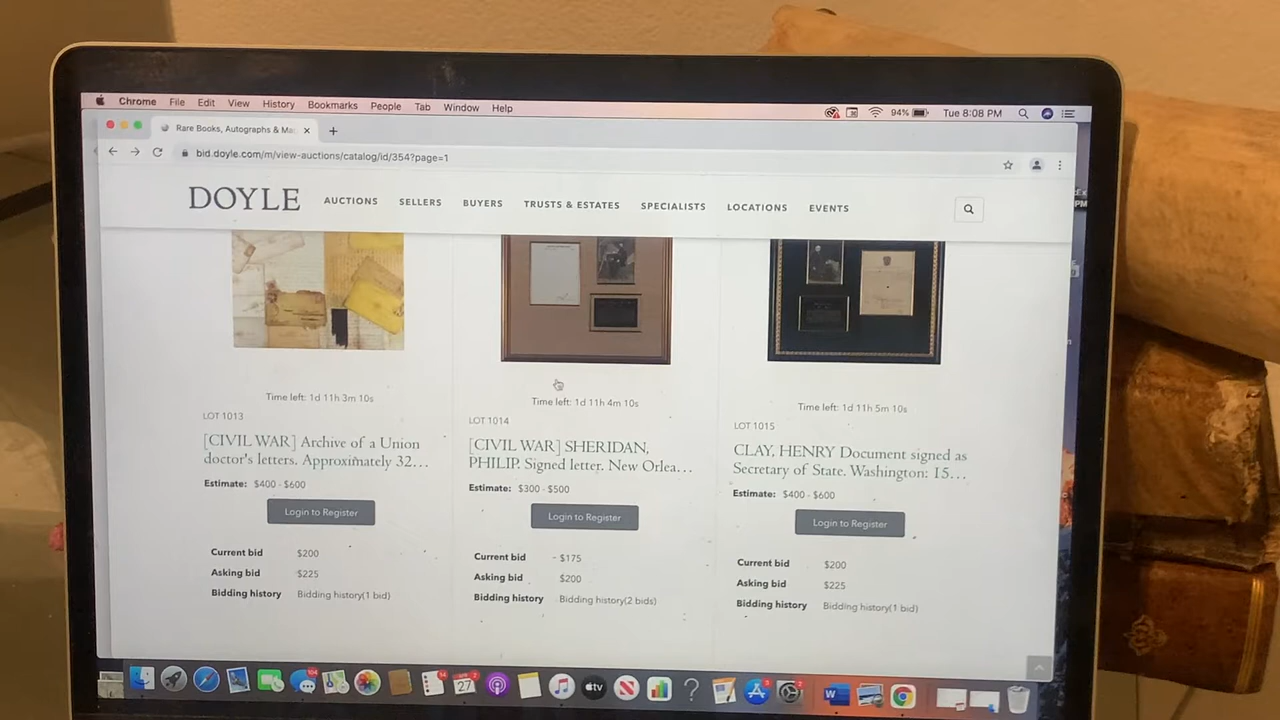 Chrome File Edit View History Bookmarks People Tab Window Help 94% Tue 8:08 PM
Rare Books, Autographs & Ma
bid.doyle.com/m/view-auctions/catalog/id/354?page=1
DOYLE AUCTIONS SELLERS BUYERS TRUSTS & ESTATES SPECIALISTS LOCATIONS EVENTS
Time left: 1d 11h 3m 10s
LOT 1013
[CIVIL WAR] Archive of a Union
doctor's letters. Approximately 32...
Estimate: $400 - $600
Login to Register
Current bid $200
Asking bid $225
Bidding history Bidding history(1 bid)
Time left: 1d 11h 4m 10s
LOT 1014
[CIVIL WAR] SHERIDAN,
PHILIP. Signed letter. New Orlea...
Estimate: $300 - $500
Login to Register
Current bid $175
Asking bid $200
Bidding history Bidding history(2 bids)
Time left: 1d 11h 5m 10s
LOT 1015
CLAY, HENRY Document signed as
Secretary of State. Washington: 15...
Estimate: $400 - $600
Login to Register
Current bid $200
Asking bid $225
Bidding history Bidding history(1 bid)
PM
27
tv